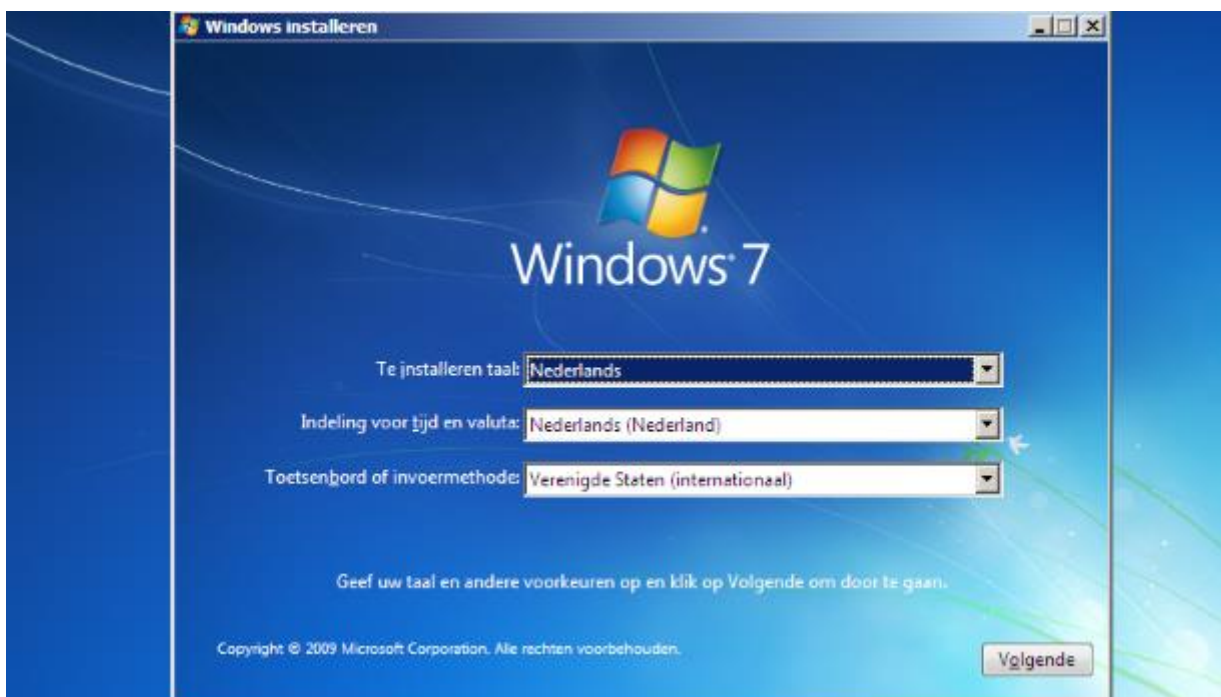 Windows installeren
Windows 7
Te installeren taal: Nederlands
Indeling voor tijd en valuta: Nederlands (Nederland)
Toetsenbord of invoermethode: Verenigde Staten (internationaal)
Geef uw taal en andere voorkeuren op en klik op Volgende om door te gaan.
Copyright © 2009 Microsoft Corporation. Alle rechten voorbehouden.
Volgende